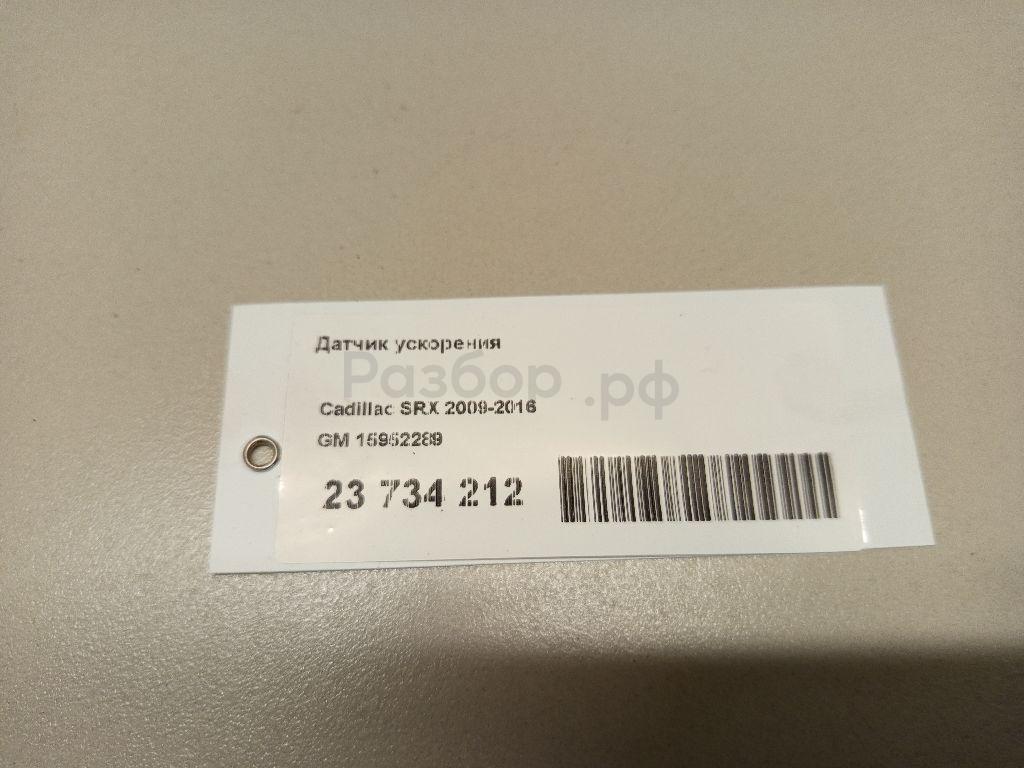 Датчик ускорения
Разбор.рф
Cadillac SRX 2009-2016
GM 15952289
23 734 212